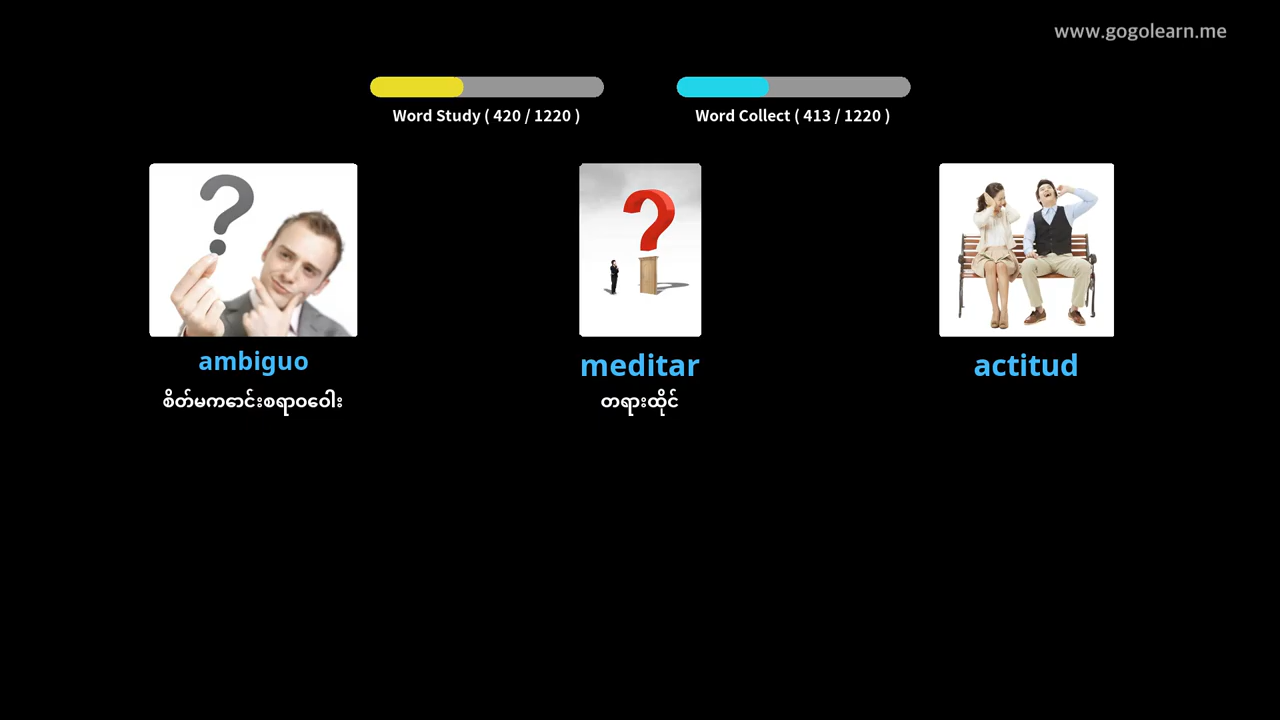 www.gogolearn.me
Word Study ( 420 / 1220 )
Word Collect ( 413 / 1220 )
ambiguo
meditar
actitud
စိတ်မကောင်းစရာဝဝေါး
တရားထိုင်